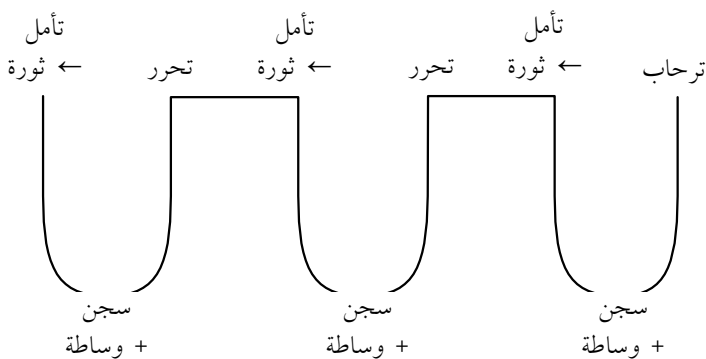 ترحاب
تأمل
← ثورة
تحرر
تأمل
← ثورة
تحرر
تأمل
← ثورة
سجن
+ وساطة
سجن
+ وساطة
سجن
+ وساطة